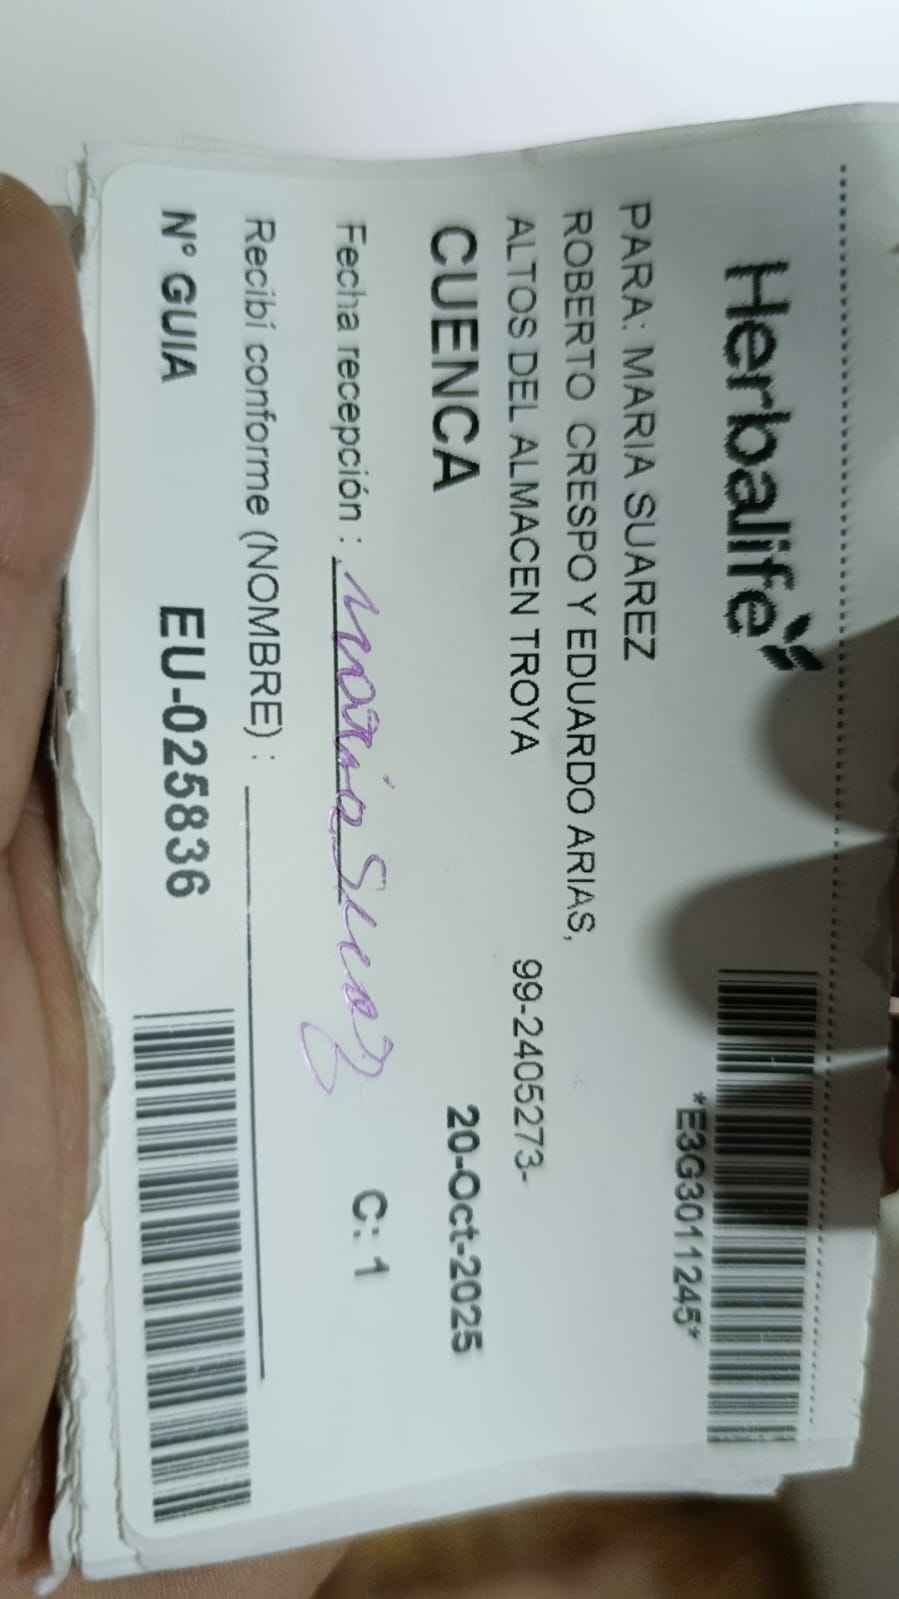 Herbalife
*E3G3011245*
PARA: MARIA SUAREZ
ROBERTO CRESPO Y EDUARDO ARIAS,
ALTOS DEL ALMACEN TROYA 99-2405273-
CUENCA 20-Oct-2025
Fecha recepción : Maria Suarez C: 1
Recibí conforme (NOMBRE) :
Nº GUIA EU-025836